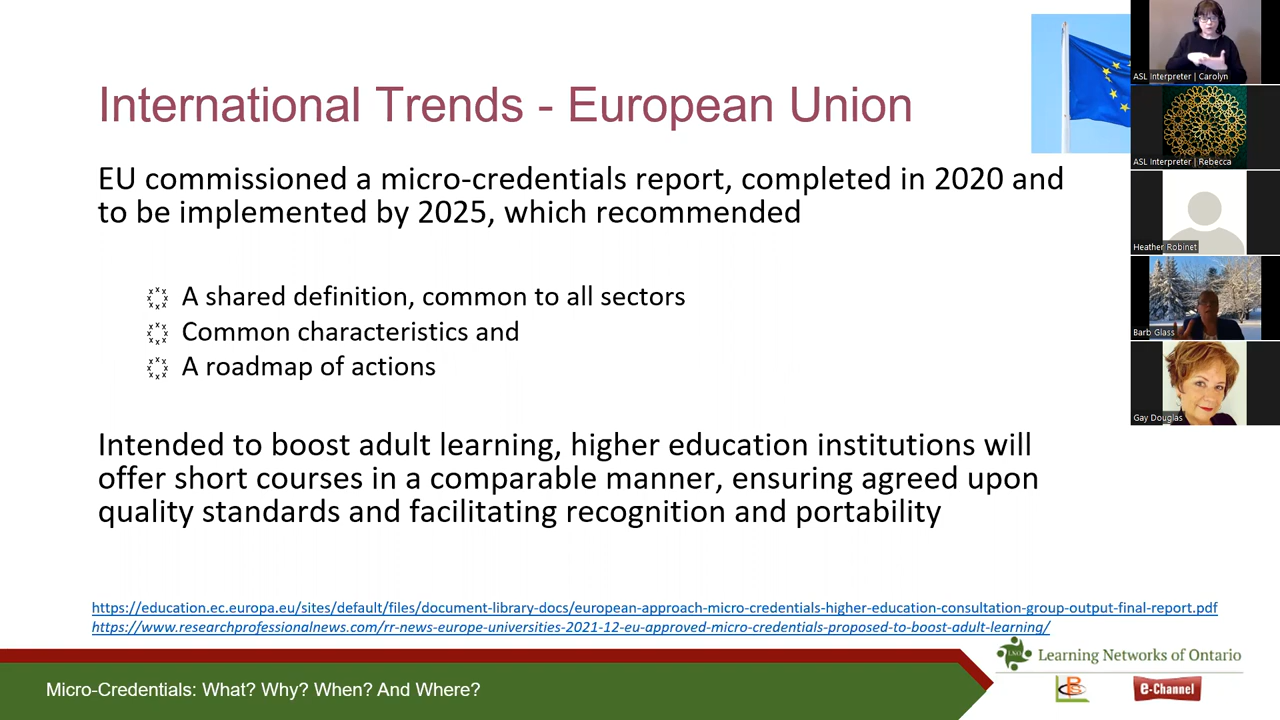 International Trends - European Union
EU commissioned a micro-credentials report, completed in 2020 and
to be implemented by 2025, which recommended
A shared definition, common to all sectors
Common characteristics and
A roadmap of actions
Intended to boost adult learning, higher education institutions will
offer short courses in a comparable manner, ensuring agreed upon
quality standards and facilitating recognition and portability
https://education.ec.europa.eu/sites/default/files/document-library-docs/european-approach-micro-credentials-higher-education-consultation-group-output-final-report.pdf
https://www.researchprofessionalnews.com/rr-news-europe-universities-2021-12-eu-approved-micro-credentials-proposed-to-boost-adult-learning/
Micro-Credentials: What? Why? When? And Where?
LNO
Learning Networks of Ontario
e-Channel
ASL Interpreter | Carolyn
ASL Interpreter | Rebecca
Heather Robinet
Barb Glass
Gay Douglas